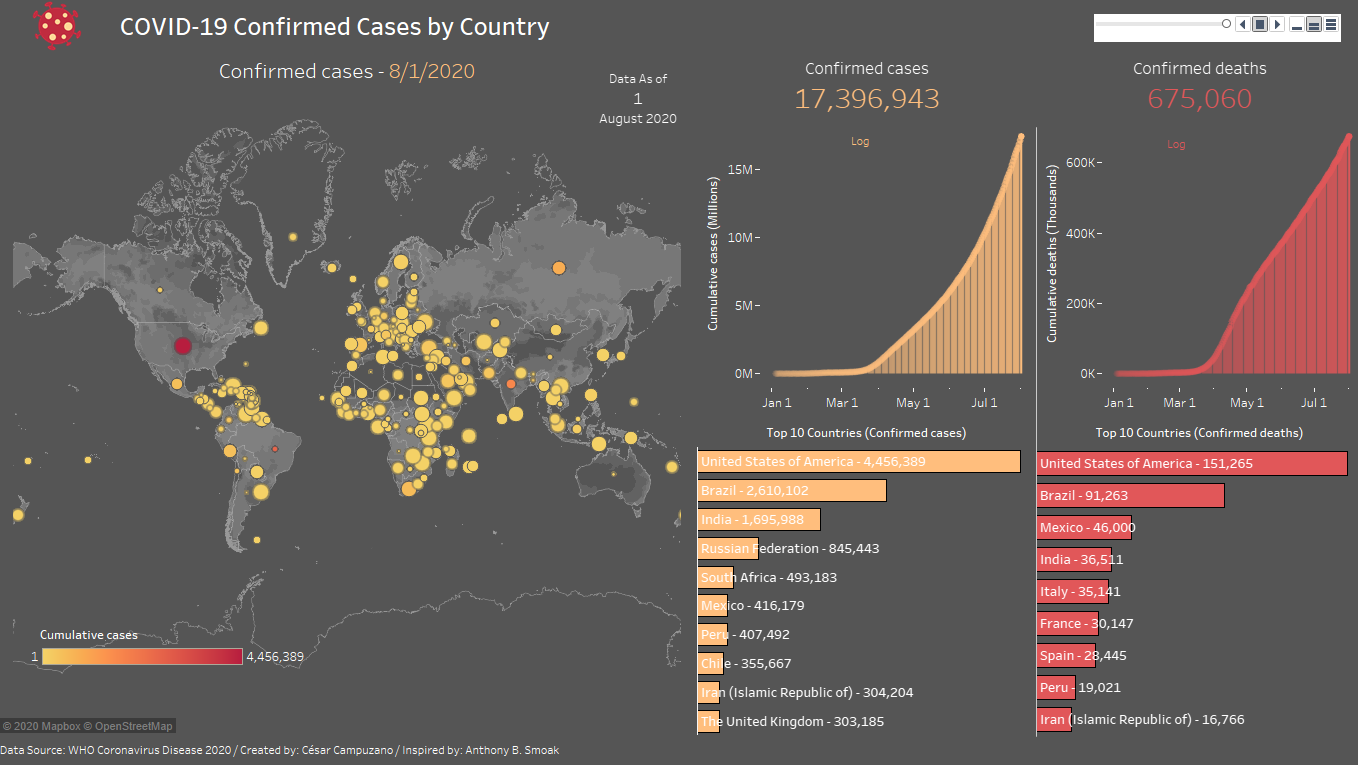 COVID-19 Confirmed Cases by Country
Confirmed cases - 8/1/2020
Data As of
1
August 2020
Cumulative cases
1
4,456,389
© 2020 Mapbox © OpenStreetMap
Confirmed cases
17,396,943
Log
Cumulative cases (Millions)
15M
10M
5M
0M
Jan 1 Mar 1 May 1 Jul 1
Top 10 Countries (Confirmed cases)
United States of America - 4,456,389
Brazil - 2,610,102
India - 1,695,988
Russian Federation - 845,443
South Africa - 493,183
Mexico - 416,179
Peru - 407,492
Chile - 355,667
Iran (Islamic Republic of) - 304,204
The United Kingdom - 303,185
Confirmed deaths
675,060
Log
Cumulative deaths (Thousands)
600K
400K
200K
0K
Jan 1 Mar 1 May 1 Jul 1
Top 10 Countries (Confirmed deaths)
United States of America - 151,265
Brazil - 91,263
Mexico - 46,000
India - 36,511
Italy - 35,141
France - 30,147
Spain - 28,445
Peru - 19,021
Iran (Islamic Republic of) - 16,766
Data Source: WHO Coronavirus Disease 2020 / Created by: César Campuzano / Inspired by: Anthony B. Smoak